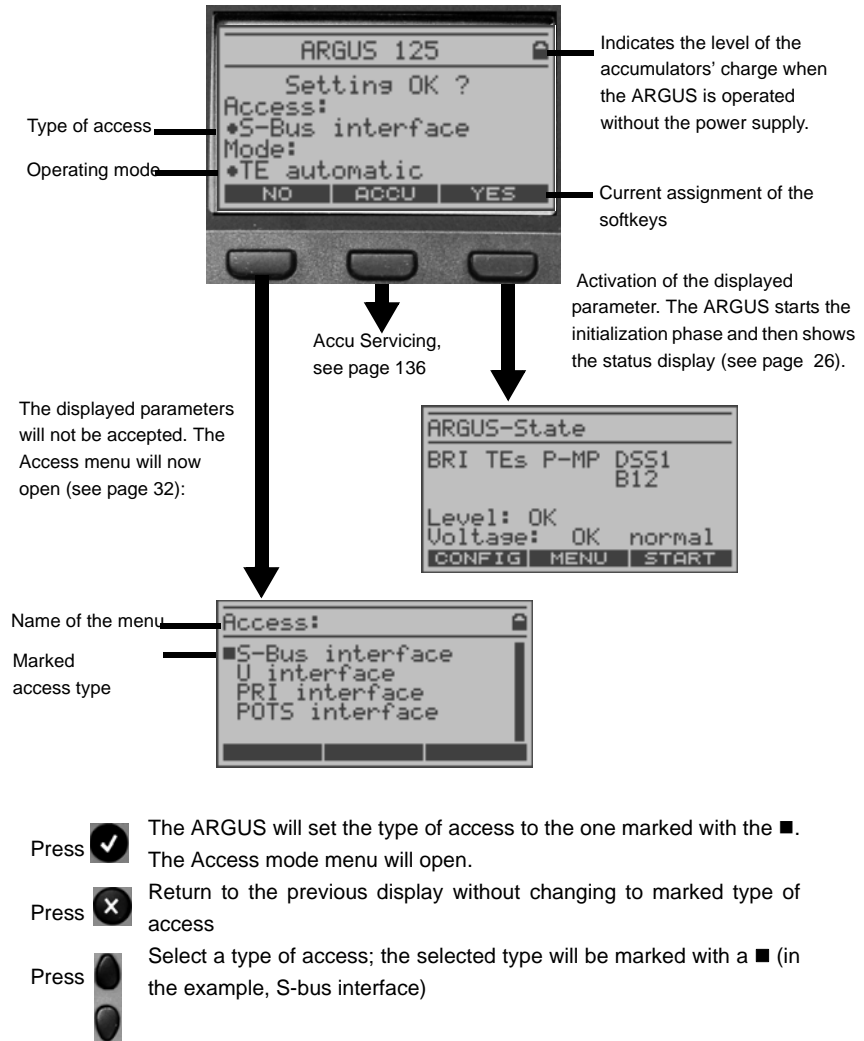 ARGUS 125
Setting OK ?
Access:
•S-Bus interface
Mode:
•TE automatic
NO ACCU YES
Indicates the level of the
accumulators’ charge when
the ARGUS is operated
without the power supply.
Type of access
Operating mode
Current assignment of the
softkeys
Activation of the displayed
parameter. The ARGUS starts the
initialization phase and then shows
the status display (see page 26).
Accu Servicing,
see page 136
The displayed parameters
will not be accepted. The
Access menu will now
open (see page 32):
ARGUS-State
BRI TEs P-MP DSS1
B12
Level: OK
Voltage: OK normal
CONFIG MENU START
Name of the menu
Marked
access type
Access:
■S-Bus interface
U interface
PRI interface
POTS interface
Press
The ARGUS will set the type of access to the one marked with the ■.
The Access mode menu will open.
Press
Return to the previous display without changing to marked type of
access
Press
Select a type of access; the selected type will be marked with a ■ (in
the example, S-bus interface)